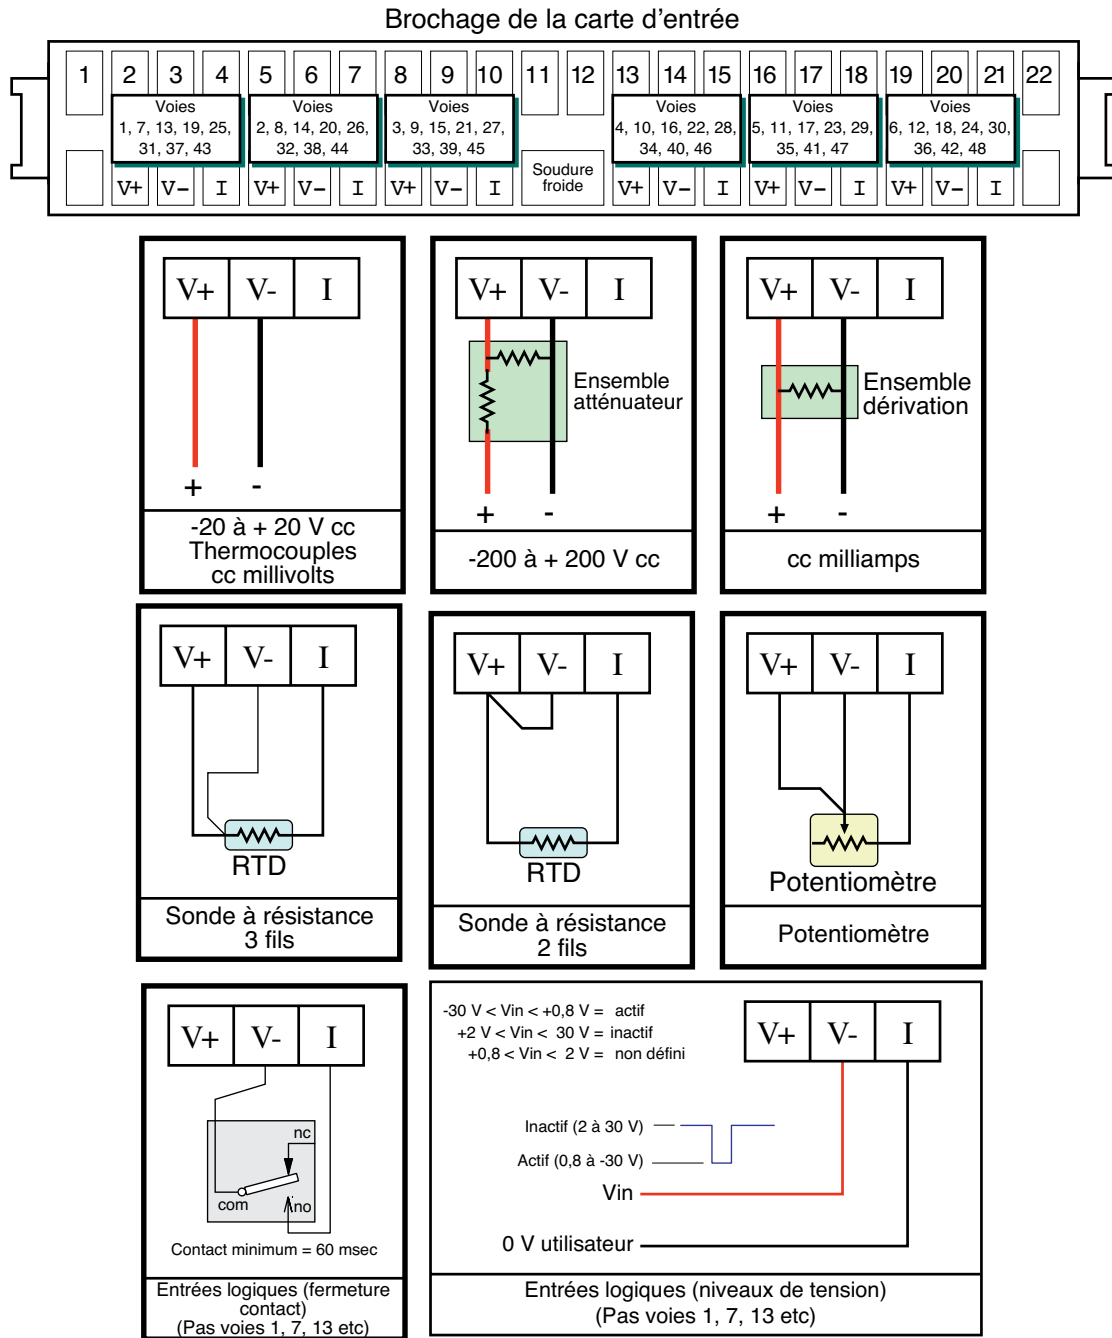 Brochage de la carte d'entrée
1 2 3 4 5 6 7 8 9 10 11 12 13 14 15 16 17 18 19 20 21 22
Voies
1, 7, 13, 19, 25,
31, 37, 43
Voies
2, 8, 14, 20, 26,
32, 38, 44
Voies
3, 9, 15, 21, 27,
33, 39, 45
Voies
4, 10, 16, 22, 28,
34, 40, 46
Voies
5, 11, 17, 23, 29,
35, 41, 47
Voies
6, 12, 18, 24, 30,
36, 42, 48
V+ V- I V+ V- I V+ V- I
Soudure
froide
V+ V- I V+ V- I V+ V- I
V+ V- I
+ -
-20 à + 20 V cc
Thermocouples
cc millivolts
V+ V- I
Ensemble
atténuateur
+ -
-200 à + 200 V cc
V+ V- I
Ensemble
dérivation
+ -
cc milliamps
V+ V- I
RTD
Sonde à résistance
3 fils
V+ V- I
RTD
Sonde à résistance
2 fils
V+ V- I
Potentiomètre
Potentiomètre
V+ V- I
nc
com
no
Contact minimum = 60 msec
Entrées logiques (fermeture
contact)
(Pas voies 1, 7, 13 etc)
-30 V < Vin < +0,8 V = actif
+2 V < Vin < 30 V = inactif
+0,8 < Vin < 2 V = non défini
V+ V- I
Inactif (2 à 30 V)
Actif (0,8 à -30 V)
Vin
0 V utilisateur
Entrées logiques (niveaux de tension)
(Pas voies 1, 7, 13 etc)